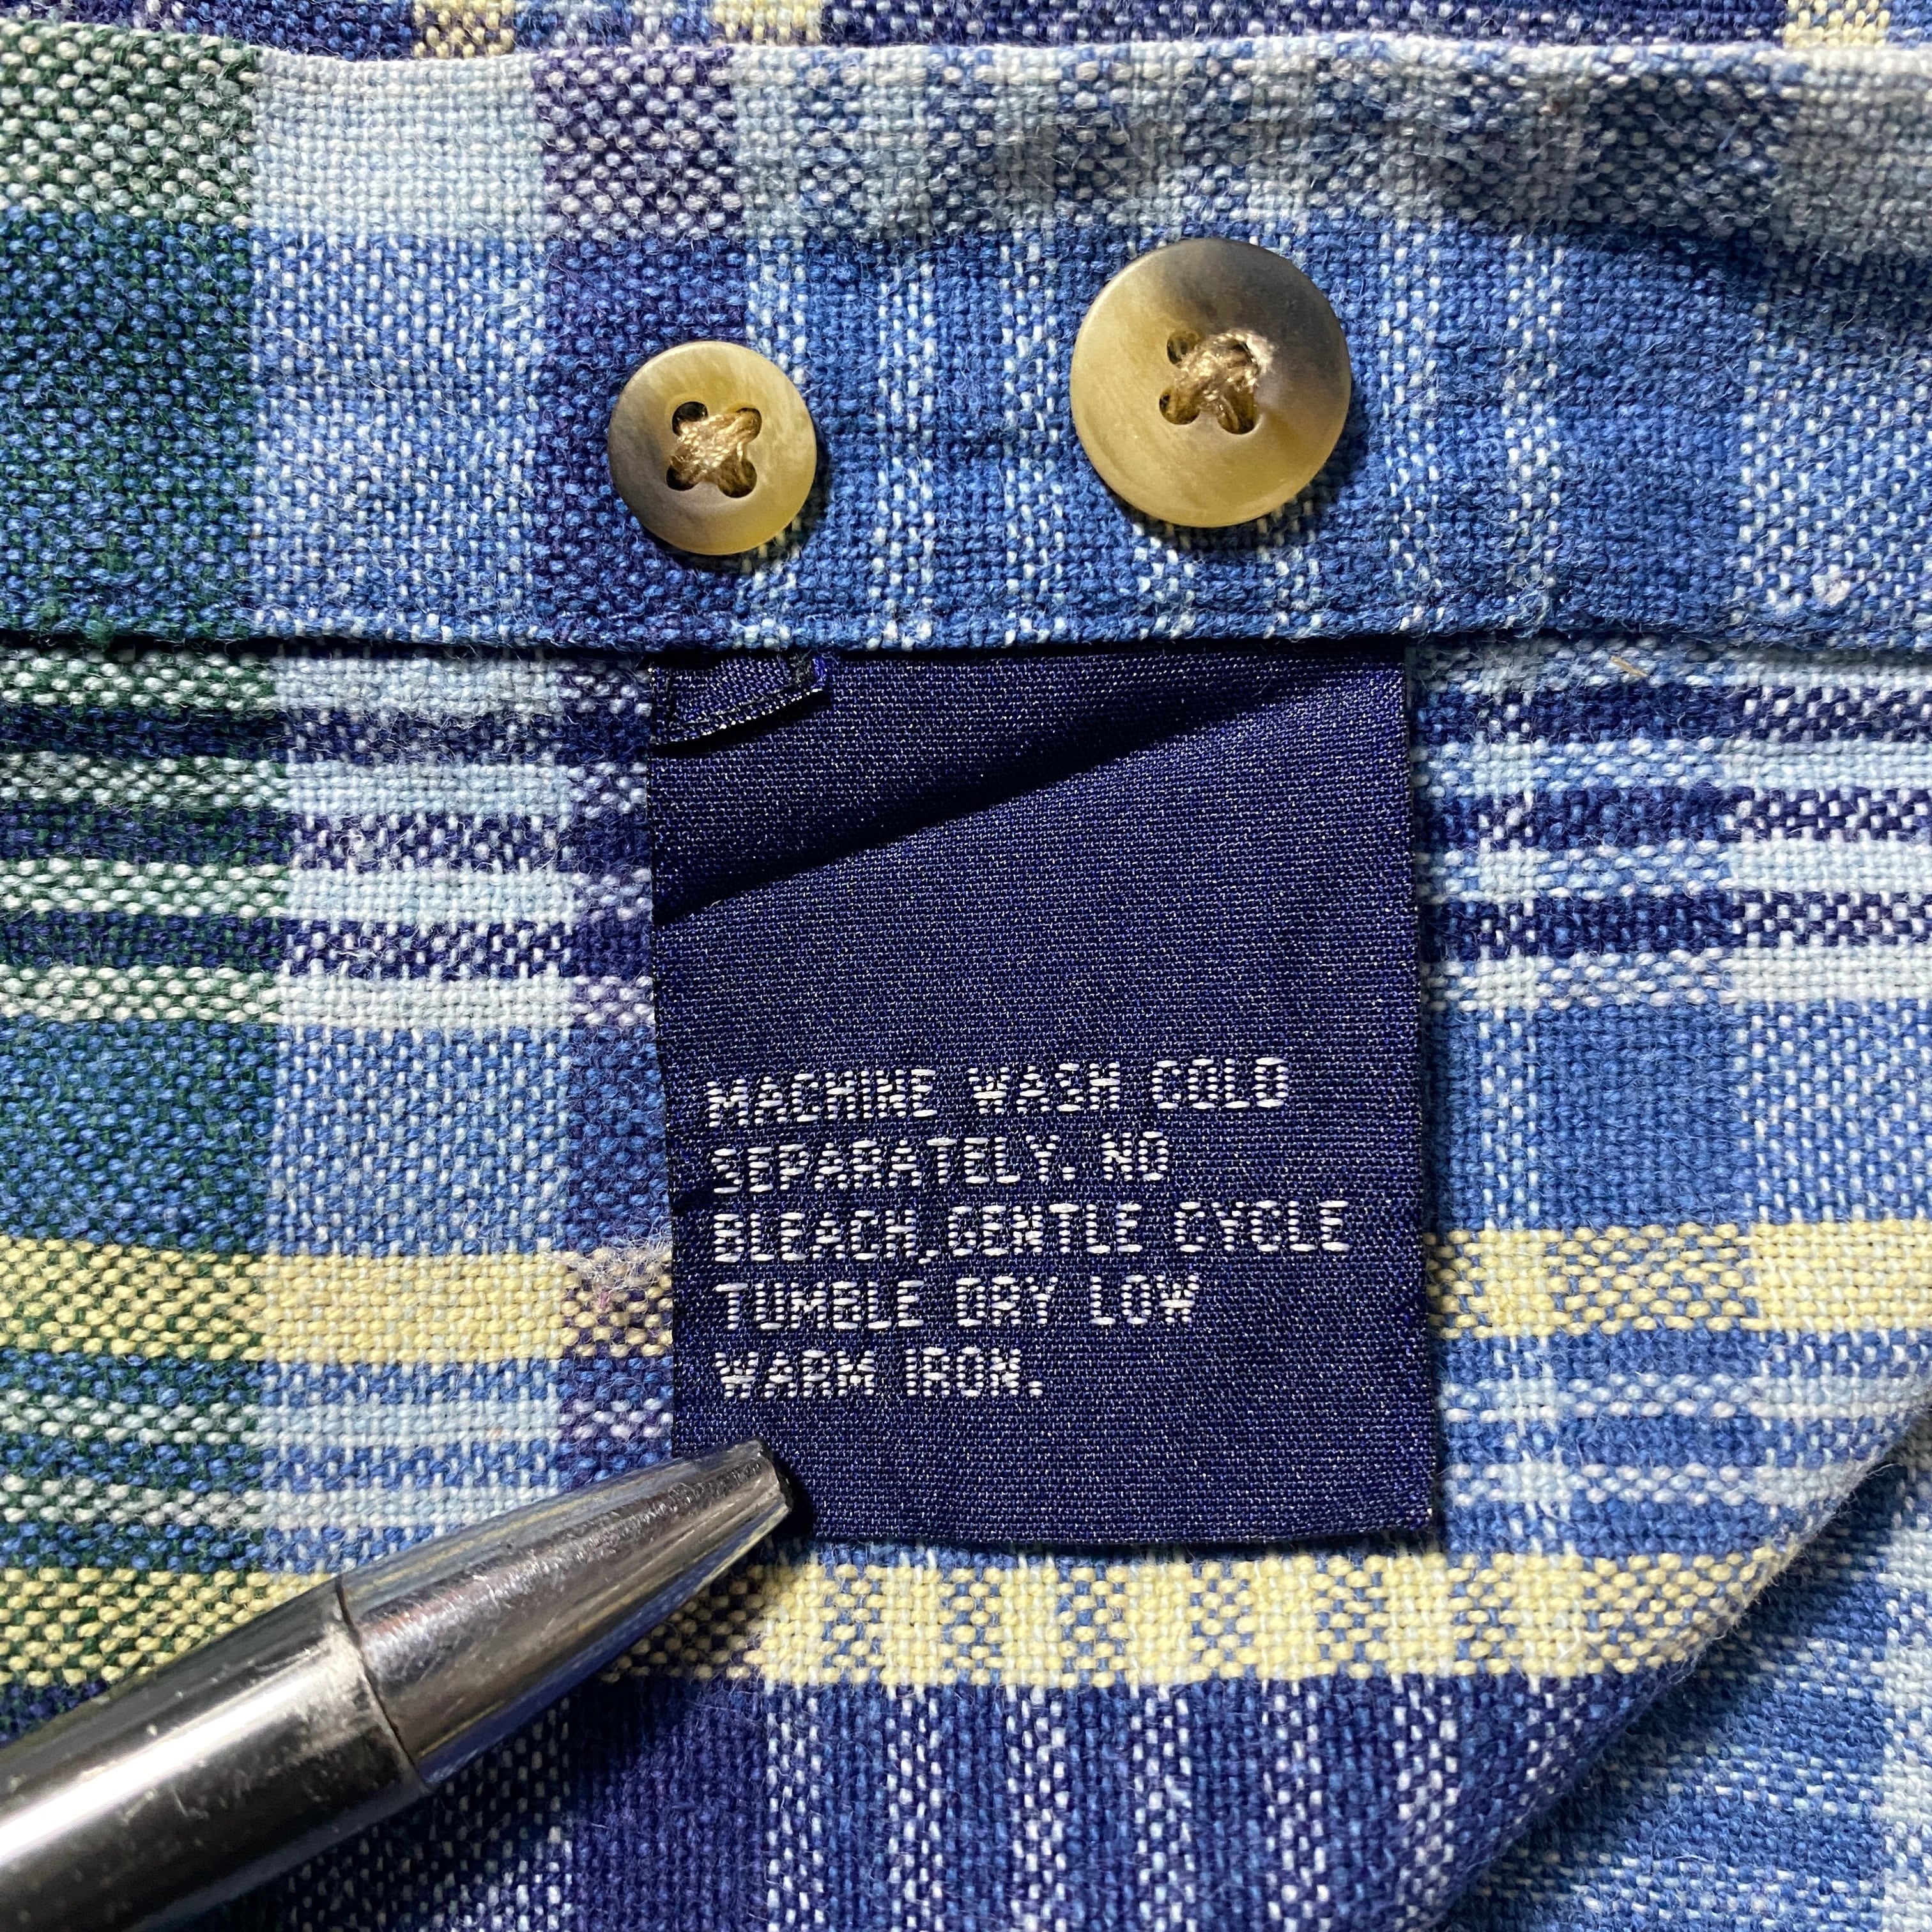 MACHINE WASH COLD
SEPARATELY. NO
BLEACH,GENTLE CYCLE
TUMBLE DRY LOW
WARM IRON.